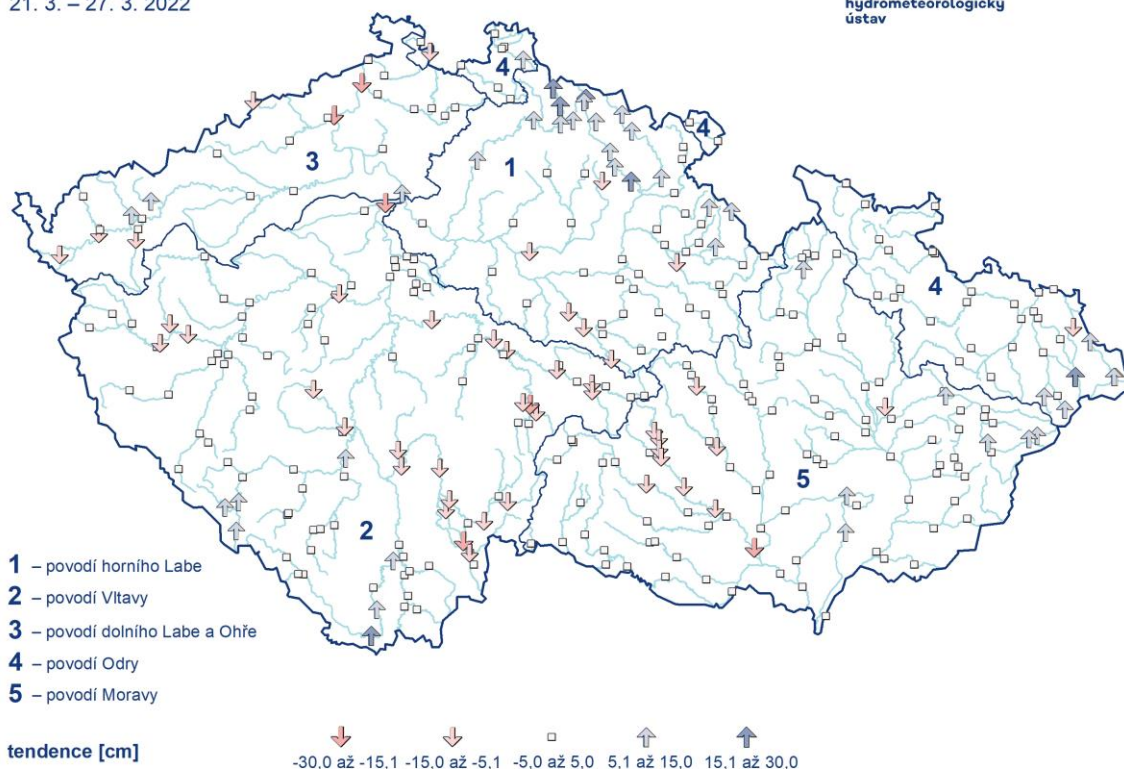 21. 3. – 27. 3. 2022
hydrometeorologický
ústav
4
4
3
1
4
5
2
1 – povodí horního Labe
2 – povodí Vltavy
3 – povodí dolního Labe a Ohře
4 – povodí Odry
5 – povodí Moravy
tendence [cm]
-30,0 až -15,1 -15,0 až -5,1 -5,0 až 5,0 5,1 až 15,0 15,1 až 30,0